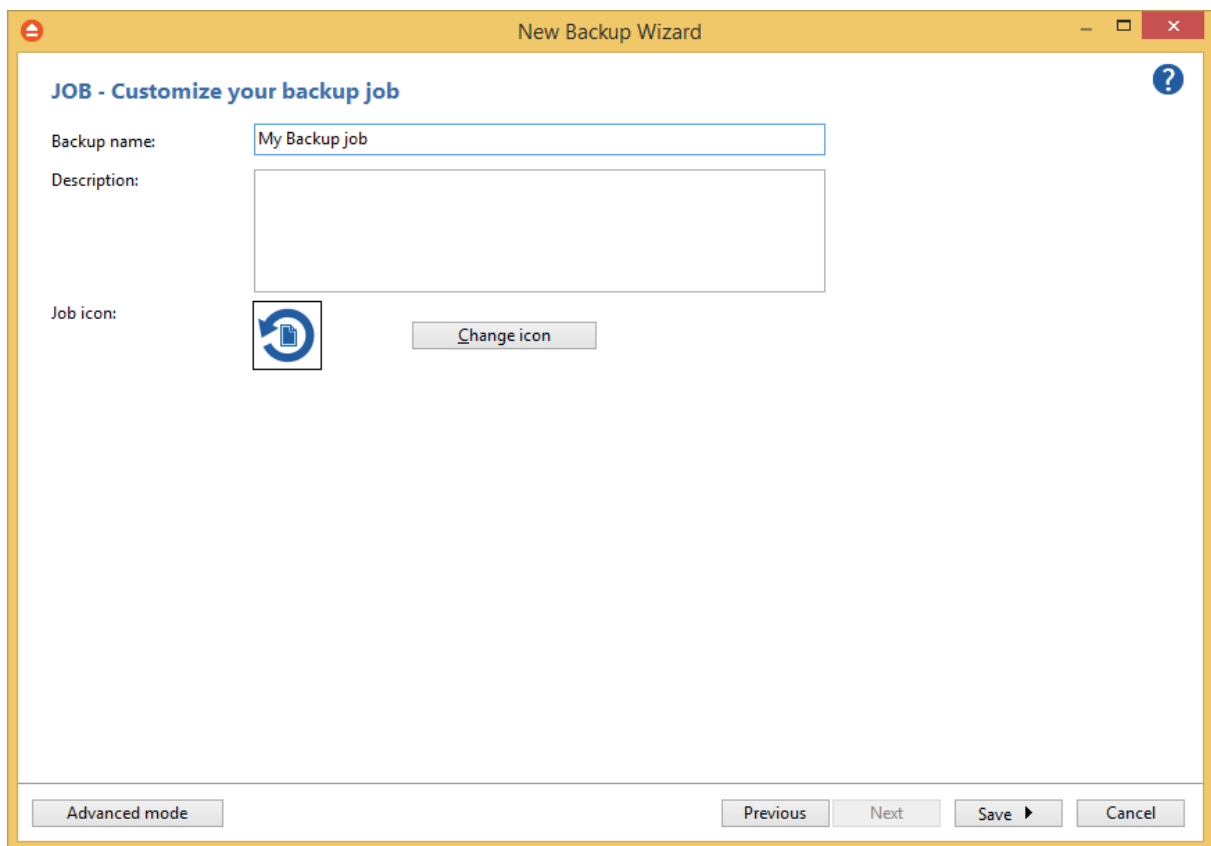 New Backup Wizard
JOB - Customize your backup job
Backup name: My Backup job
Description:
Job icon: Change icon
Advanced mode Previous Next Save Cancel